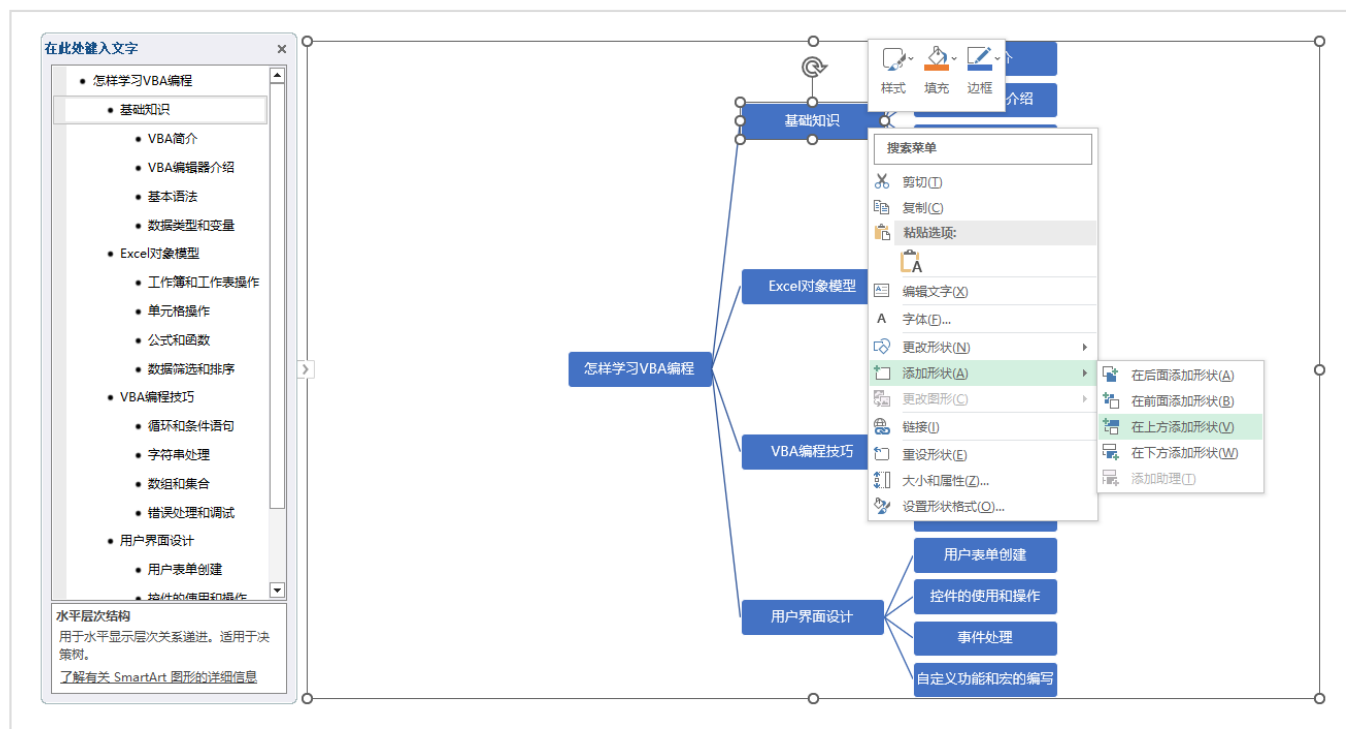 在此处键入文字
怎样学习VBA编程
基础知识
VBA简介
VBA编辑器介绍
基本语法
数据类型和变量
Excel对象模型
工作簿和工作表操作
单元格操作
公式和函数
数据筛选和排序
VBA编程技巧
循环和条件语句
字符串处理
数组和集合
错误处理和调试
用户界面设计
用户表单创建
控件的使用和操作
水平层次结构
用于水平显示层次关系递进。适用于决
策树。
了解有关 SmartArt 图形的详细信息
怎样学习VBA编程
基础知识
Excel对象模型
VBA编程技巧
用户界面设计
介
介绍
用户表单创建
控件的使用和操作
事件处理
自定义功能和宏的编写
样式 填充 边框
搜索菜单
剪切(T)
复制(C)
粘贴选项:
A
编辑文字(X)
A 字体(F)...
更改形状(N)
添加形状(A)
更改图形(C)
链接(I)
重设形状(E)
大小和属性(Z)...
设置形状格式(O)...
在后面添加形状(A)
在前面添加形状(B)
在上方添加形状(V)
在下方添加形状(W)
添加助理(T)